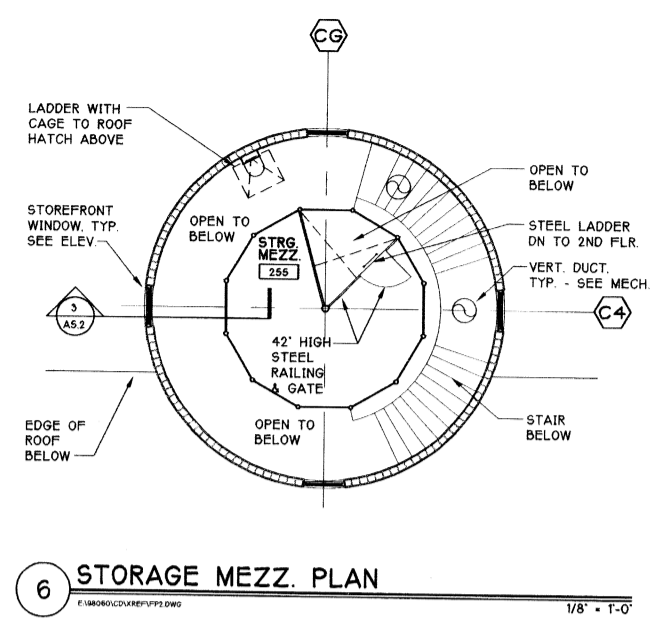 CG
LADDER WITH
CAGE TO ROOF
HATCH ABOVE
OPEN TO
BELOW
STOREFRONT
WINDOW, TYP.
SEE ELEV.
OPEN TO
BELOW
STRG.
MEZZ.
255
STEEL LADDER
DN TO 2ND FLR.
VERT. DUCT.
TYP. - SEE MECH.
3
A5.2
C4
42" HIGH
STEEL
RAILING
& GATE
EDGE OF
ROOF
BELOW
OPEN TO
BELOW
STAIR
BELOW
6
STORAGE MEZZ. PLAN
E:\98060\CD\XREF\FP2.DWG
1/8" = 1'-0"